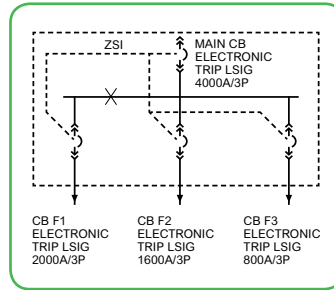 ZSI
MAIN CB
ELECTRONIC
TRIP LSIG
4000A/3P
CB F1
ELECTRONIC
TRIP LSIG
2000A/3P
CB F2
ELECTRONIC
TRIP LSIG
1600A/3P
CB F3
ELECTRONIC
TRIP LSIG
800A/3P